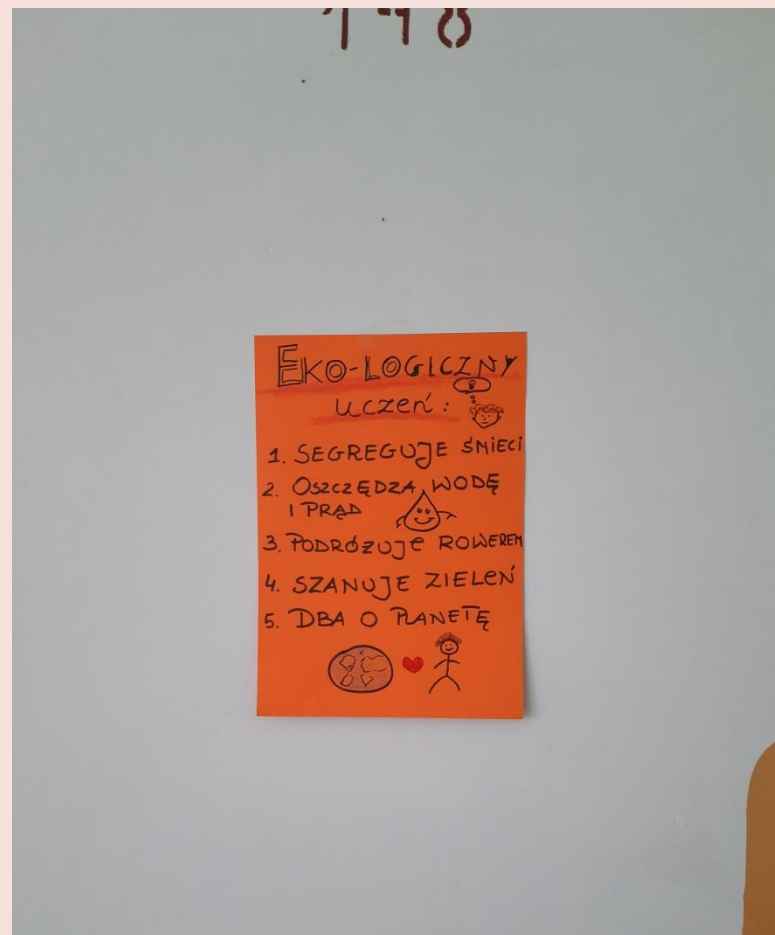 148
EKO-LOGICZNY
uczeń:
1. SEGREGUJE ŚMIECI
2. OSZCZĘDZA WODĘ
I PRĄD
3. PODRÓŻUJE ROWEREM
4. SZANUJE ZIELEŃ
5. DBA O PLANETĘ